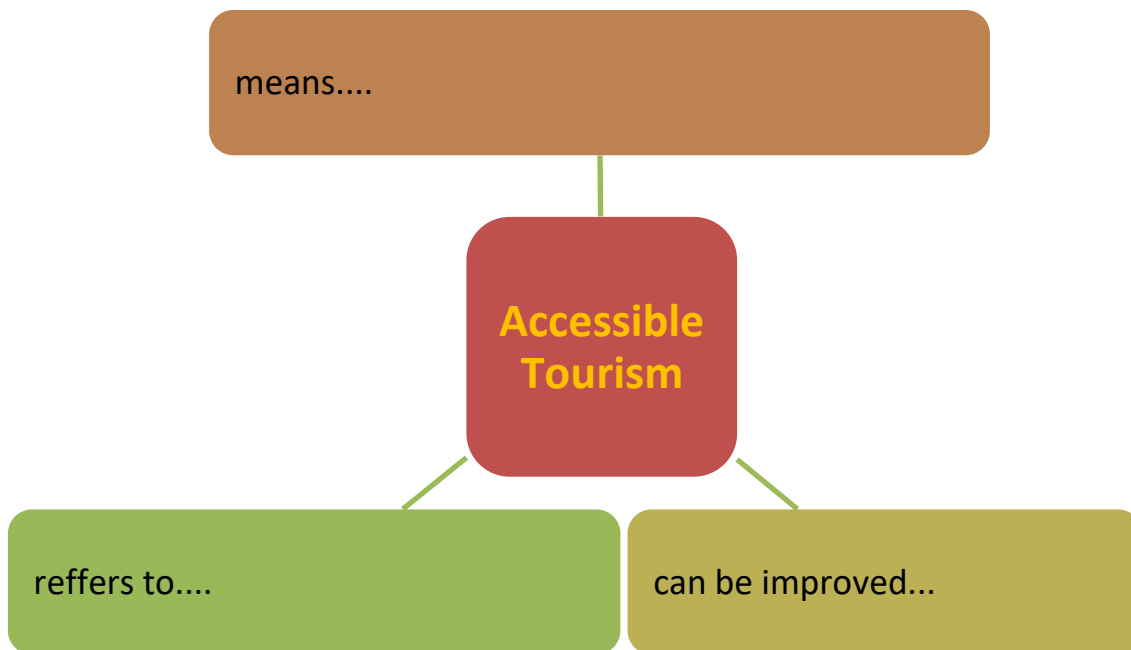 means....
Accessible
Tourism
reffers to....
can be improved...